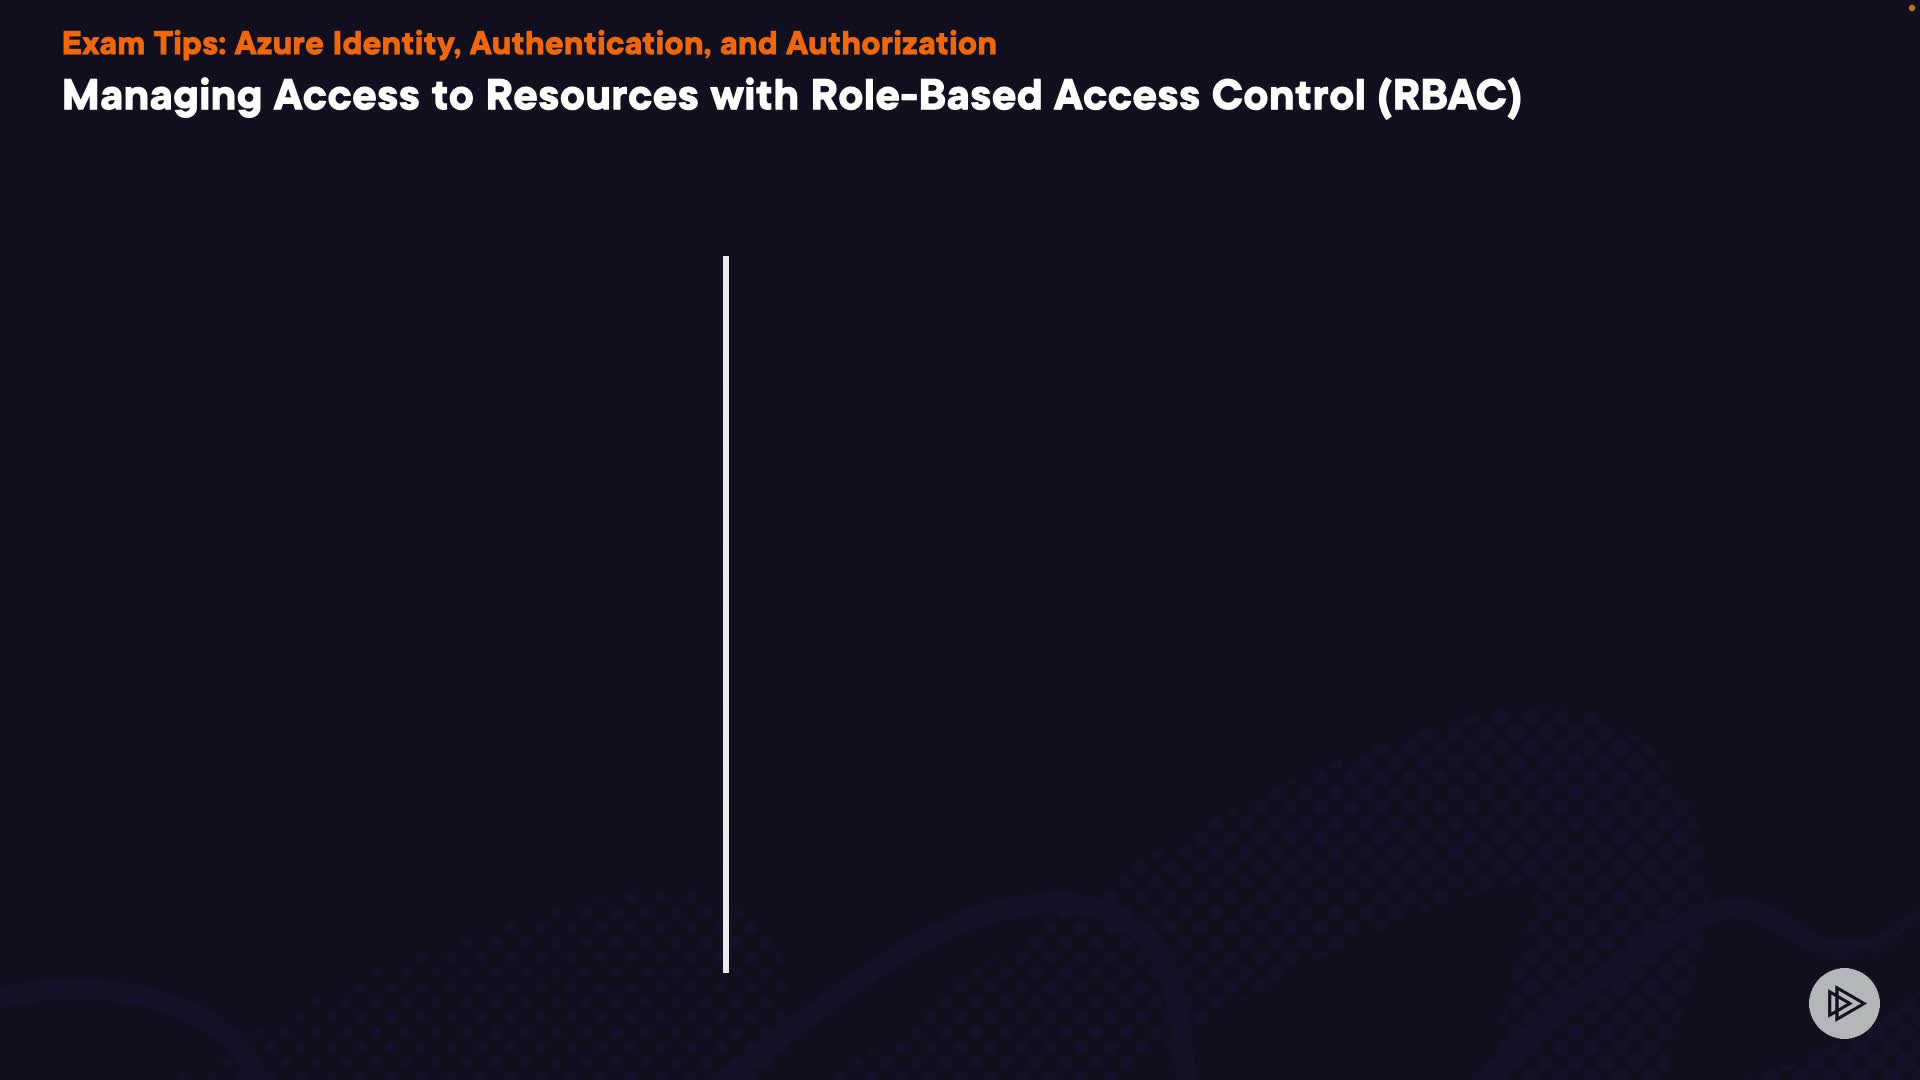 Exam Tips: Azure Identity, Authentication, and Authorization
Managing Access to Resources with Role-Based Access Control (RBAC)